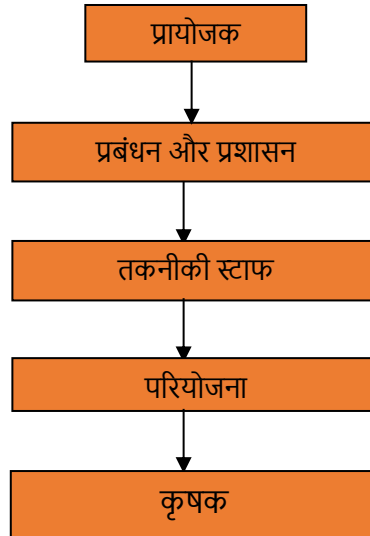 प्रायोजक
प्रबंधन और प्रशासन
तकनीकी स्टाफ
परियोजना
कृषक